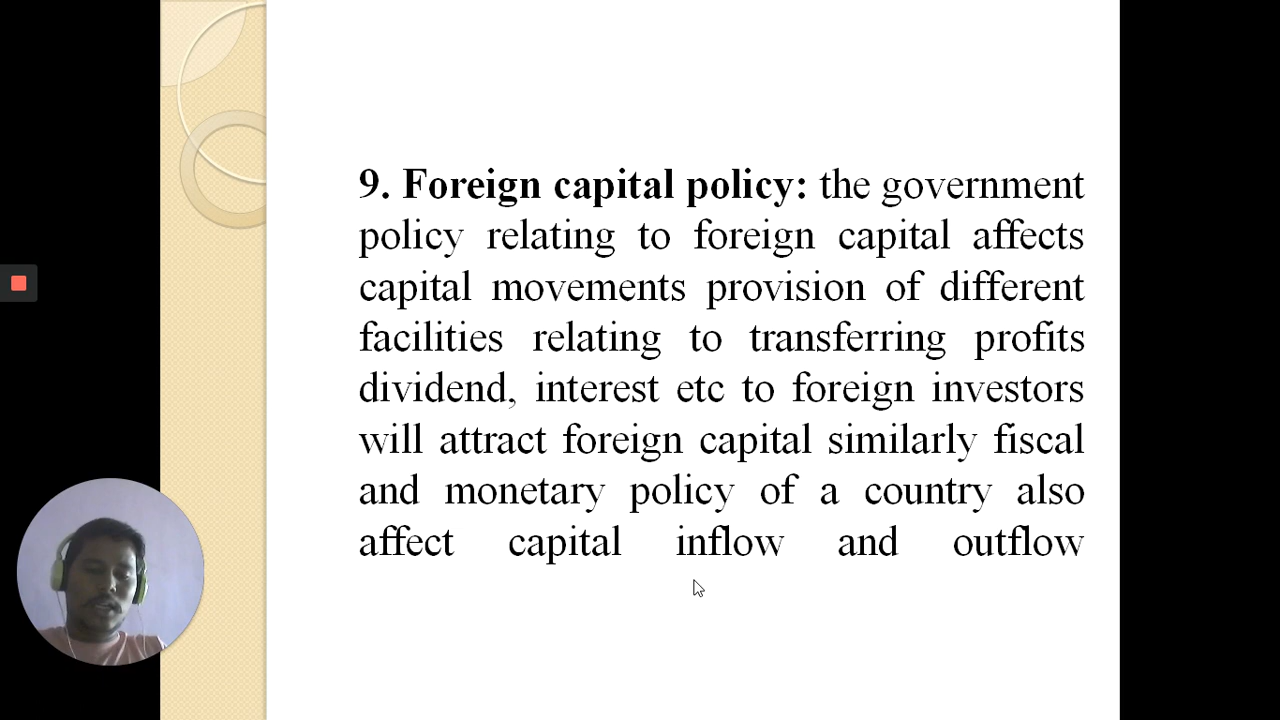 9. Foreign capital policy: the government
policy relating to foreign capital affects
capital movements provision of different
facilities relating to transferring profits
dividend, interest etc to foreign investors
will attract foreign capital similarly fiscal
and monetary policy of a country also
affect capital inflow and outflow